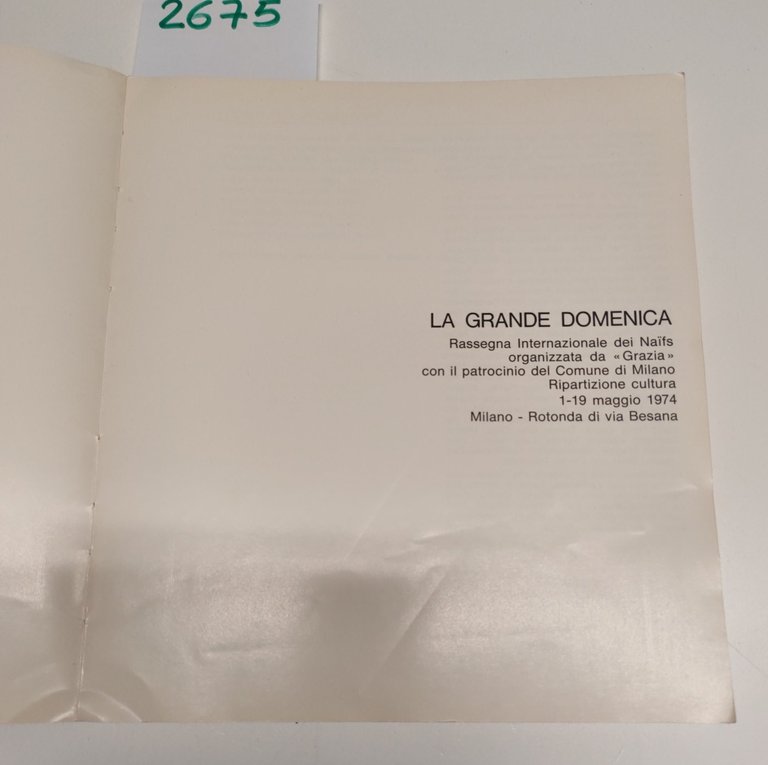 2675
LA GRANDE DOMENICA
Rassegna Internazionale dei Naïfs
organizzata da « Grazia »
con il patrocinio del Comune di Milano
Ripartizione cultura
1-19 maggio 1974
Milano - Rotonda di via Besana